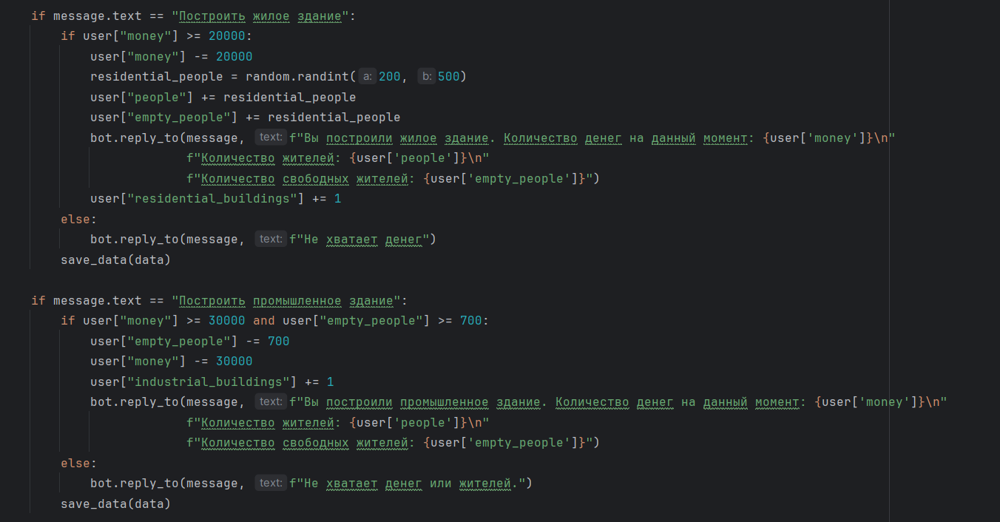 if message.text == "Построить жилое здание":
    if user["money"] >= 20000:
        user["money"] -= 20000
        residential_people = random.randint(a: 200, b: 500)
        user["people"] += residential_people
        user["empty_people"] += residential_people
        bot.reply_to(message, text: f"Вы построили жилое здание. Количество денег на данный момент: {user['money']}\n"
                     f"Количество жителей: {user['people']}\n"
                     f"Количество свободных жителей: {user['empty_people']}")
        user["residential_buildings"] += 1
    else:
        bot.reply_to(message, text: f"Не хватает денег")
    save_data(data)
if message.text == "Построить промышленное здание":
    if user["money"] >= 30000 and user["empty_people"] >= 700:
        user["empty_people"] -= 700
        user["money"] -= 30000
        user["industrial_buildings"] += 1
        bot.reply_to(message, text: f"Вы построили промышленное здание. Количество денег на данный момент: {user['money']}\n"
                     f"Количество жителей: {user['people']}\n"
                     f"Количество свободных жителей: {user['empty_people']}")
    else:
        bot.reply_to(message, text: f"Не хватает денег или жителей.")
    save_data(data)